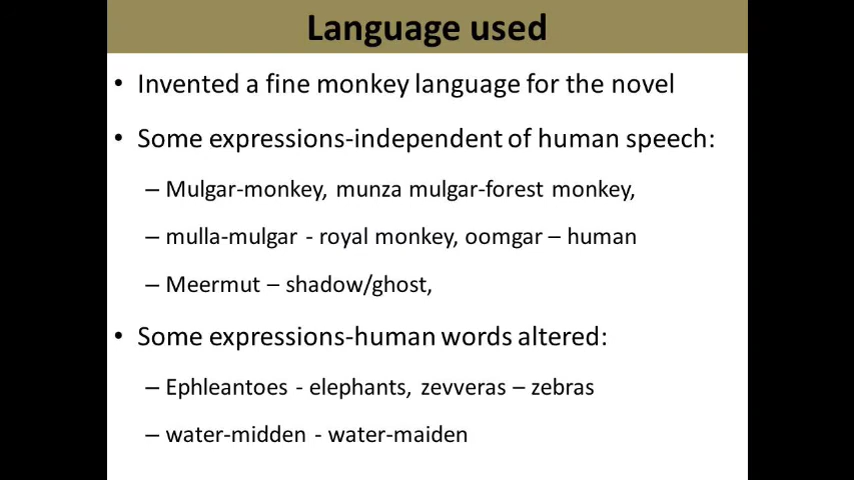 Language used
• Invented a fine monkey language for the novel
• Some expressions-independent of human speech:
– Mulgar-monkey, munza mulgar-forest monkey,
– mulla-mulgar - royal monkey, oomgar – human
– Meermut – shadow/ghost,
• Some expressions-human words altered:
– Ephleantoes - elephants, zevveras – zebras
– water-midden - water-maiden